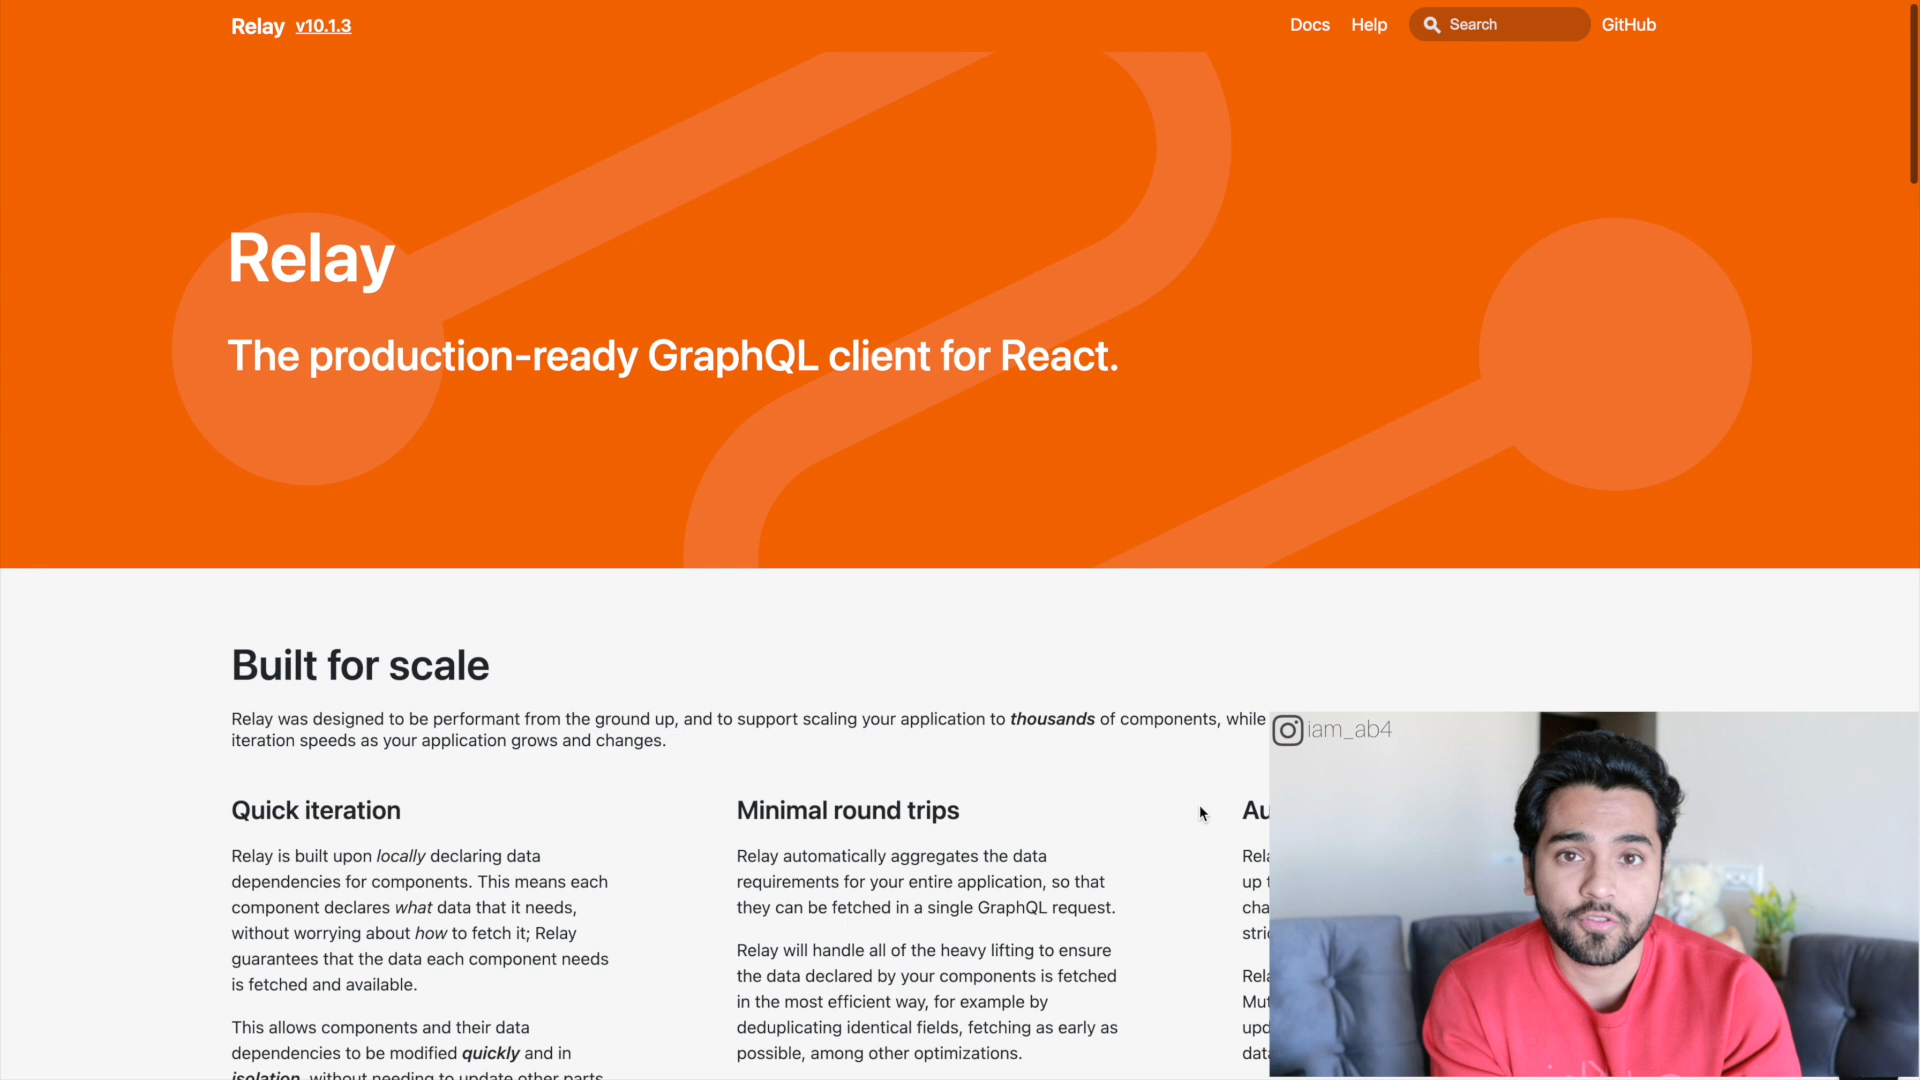 Relay v10.1.3
Docs Help Search GitHub
Relay
The production-ready GraphQL client for React.
Built for scale
Relay was designed to be performant from the ground up, and to support scaling your application to thousands of components, while
iteration speeds as your application grows and changes.
iam_ab4
Quick iteration
Relay is built upon locally declaring data
dependencies for components. This means each
component declares what data that it needs,
without worrying about how to fetch it; Relay
guarantees that the data each component needs
is fetched and available.
This allows components and their data
dependencies to be modified quickly and in
isolation, without needing to update other parts
Minimal round trips
Relay automatically aggregates the data
requirements for your entire application, so that
they can be fetched in a single GraphQL request.
Relay will handle all of the heavy lifting to ensure
the data declared by your components is fetched
in the most efficient way, for example by
deduplicating identical fields, fetching as early as
possible, among other optimizations.